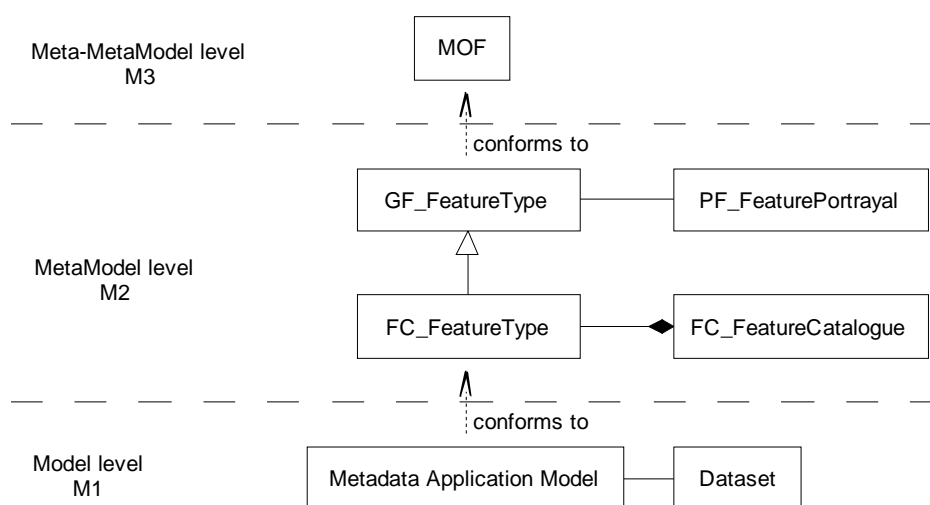 Meta-MetaModel level
M3
MOF
conforms to
GF_FeatureType
PF_FeaturePortrayal
MetaModel level
M2
FC_FeatureType
FC_FeatureCatalogue
conforms to
Model level
M1
Metadata Application Model
Dataset